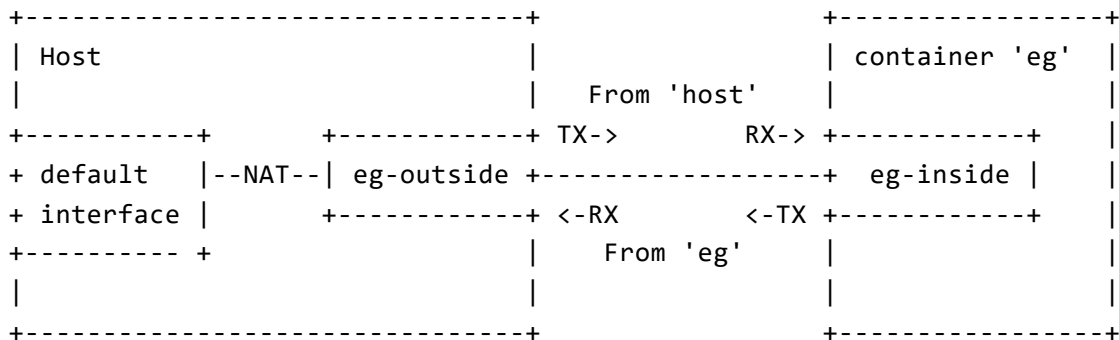 Host container 'eg'
From 'host'
TX-> RX->
default --NAT-- eg-outside eg-inside
interface <-RX <-TX
From 'eg'